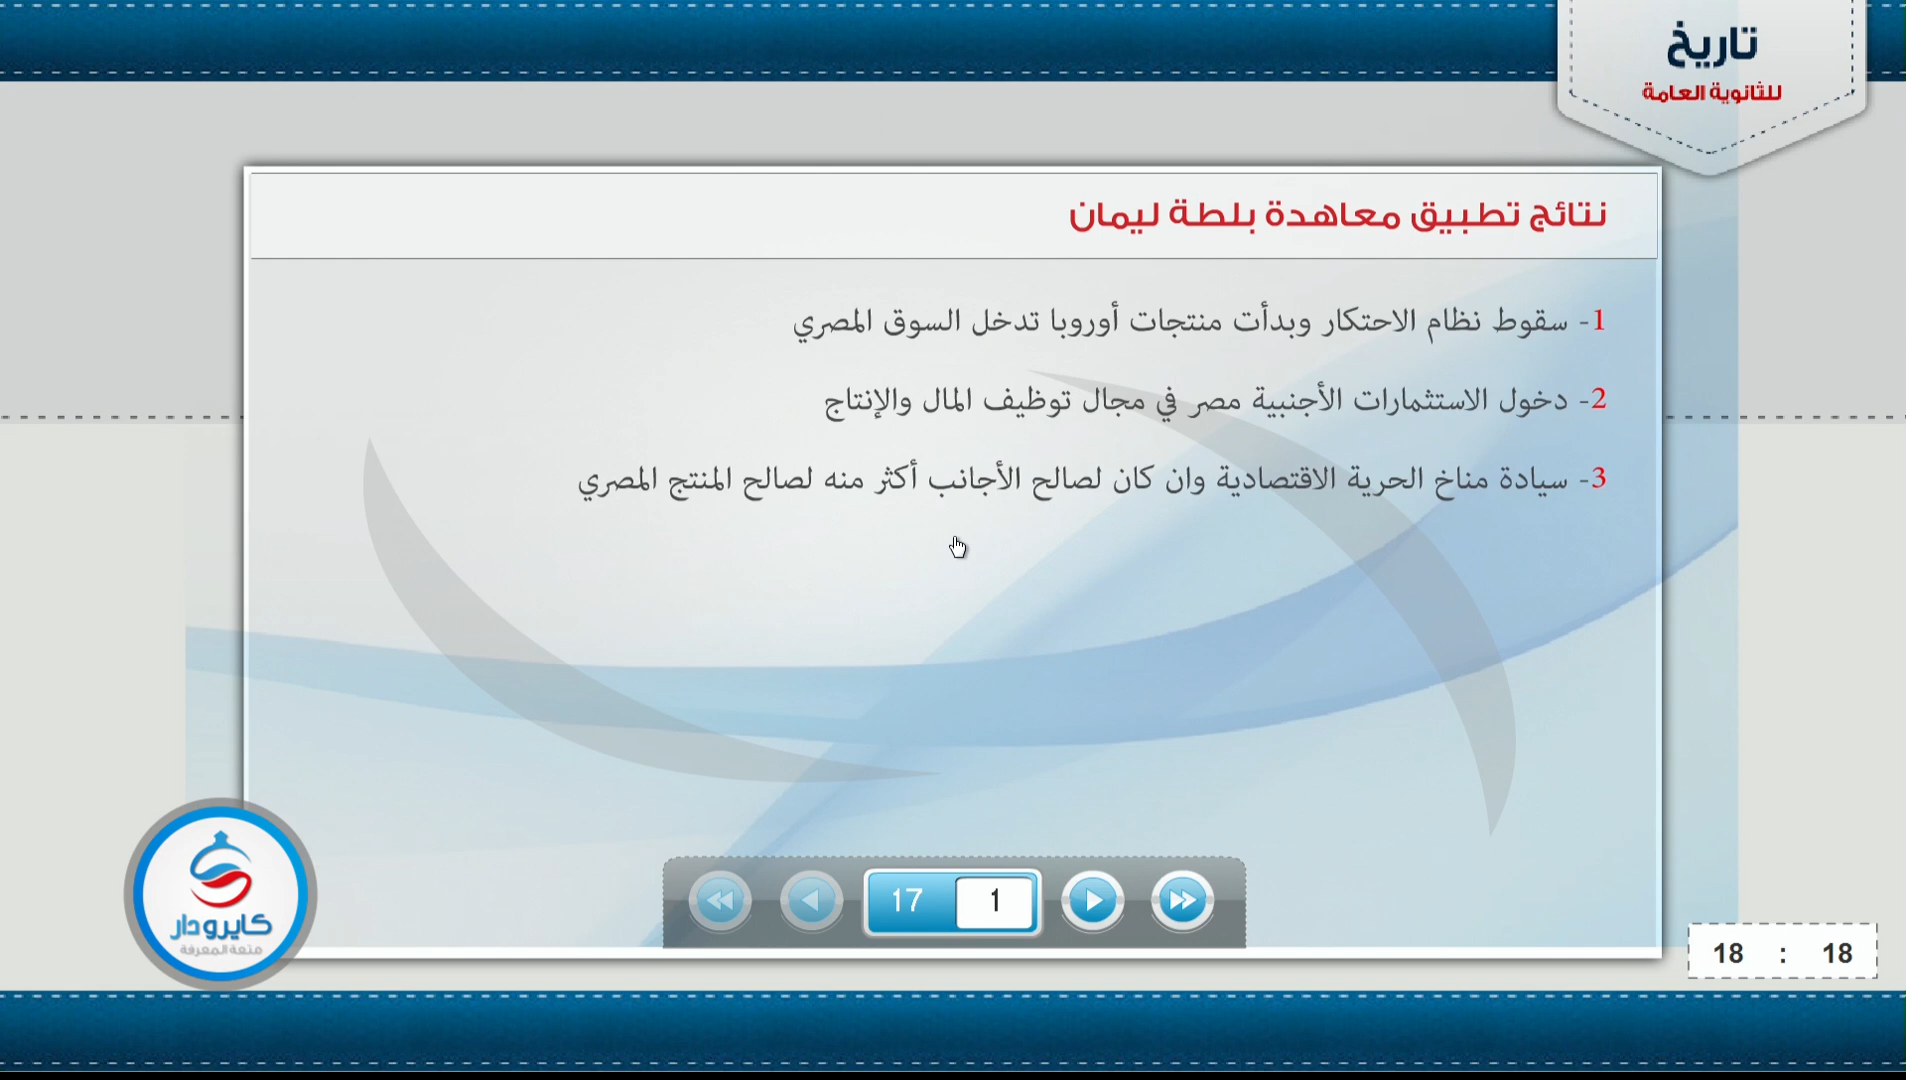 تاريخ
للثانوية العامة
نتائج تطبيق معاهدة بلطة ليمان
1- سقوط نظام الاحتكار وبدأت منتجات أوروبا تدخل السوق المصري
2- دخول الاستثمارات الأجنبية مصر في مجال توظيف المال والإنتاج
3- سيادة مناخ الحرية الاقتصادية وان كان لصالح الأجانب أكثر منه لصالح المنتج المصري
كايرودار
متعة المعرفة
17 1
18 : 18